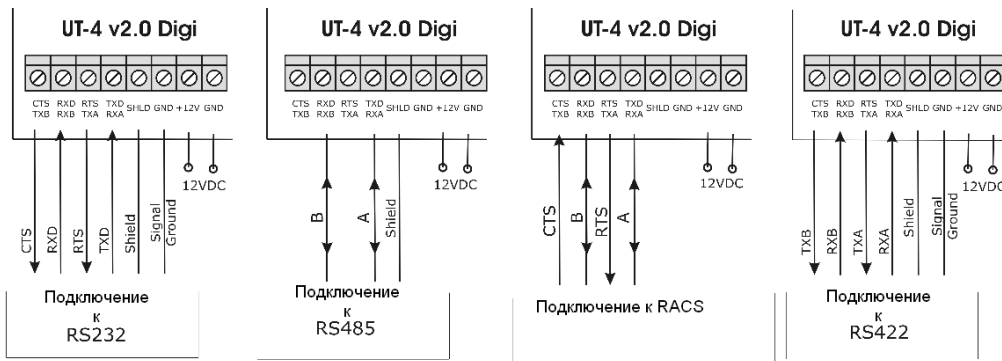 UT-4 v2.0 Digi
CTS RXD RTS TXD SHLD GND +12V GND
TXB RXB TXA RXA
12VDC
CTS
RXD
RTS
TXD
Shield
Signal
Ground
Подключение
к
RS232
UT-4 v2.0 Digi
CTS RXD RTS TXD SHLD GND +12V GND
TXB RXB TXA RXA
12VDC
B
A
Shield
Подключение
к
RS485
UT-4 v2.0 Digi
CTS RXD RTS TXD SHLD GND +12V GND
TXB RXB TXA RXA
12VDC
CTS
B
RTS
A
Подключение к RACS
UT-4 v2.0 Digi
CTS RXD RTS TXD SHLD GND +12V GND
TXB RXB TXA RXA
12VDC
TXB
RXB
TXA
RXA
Shield
Signal
Ground
Подключение
к
RS422